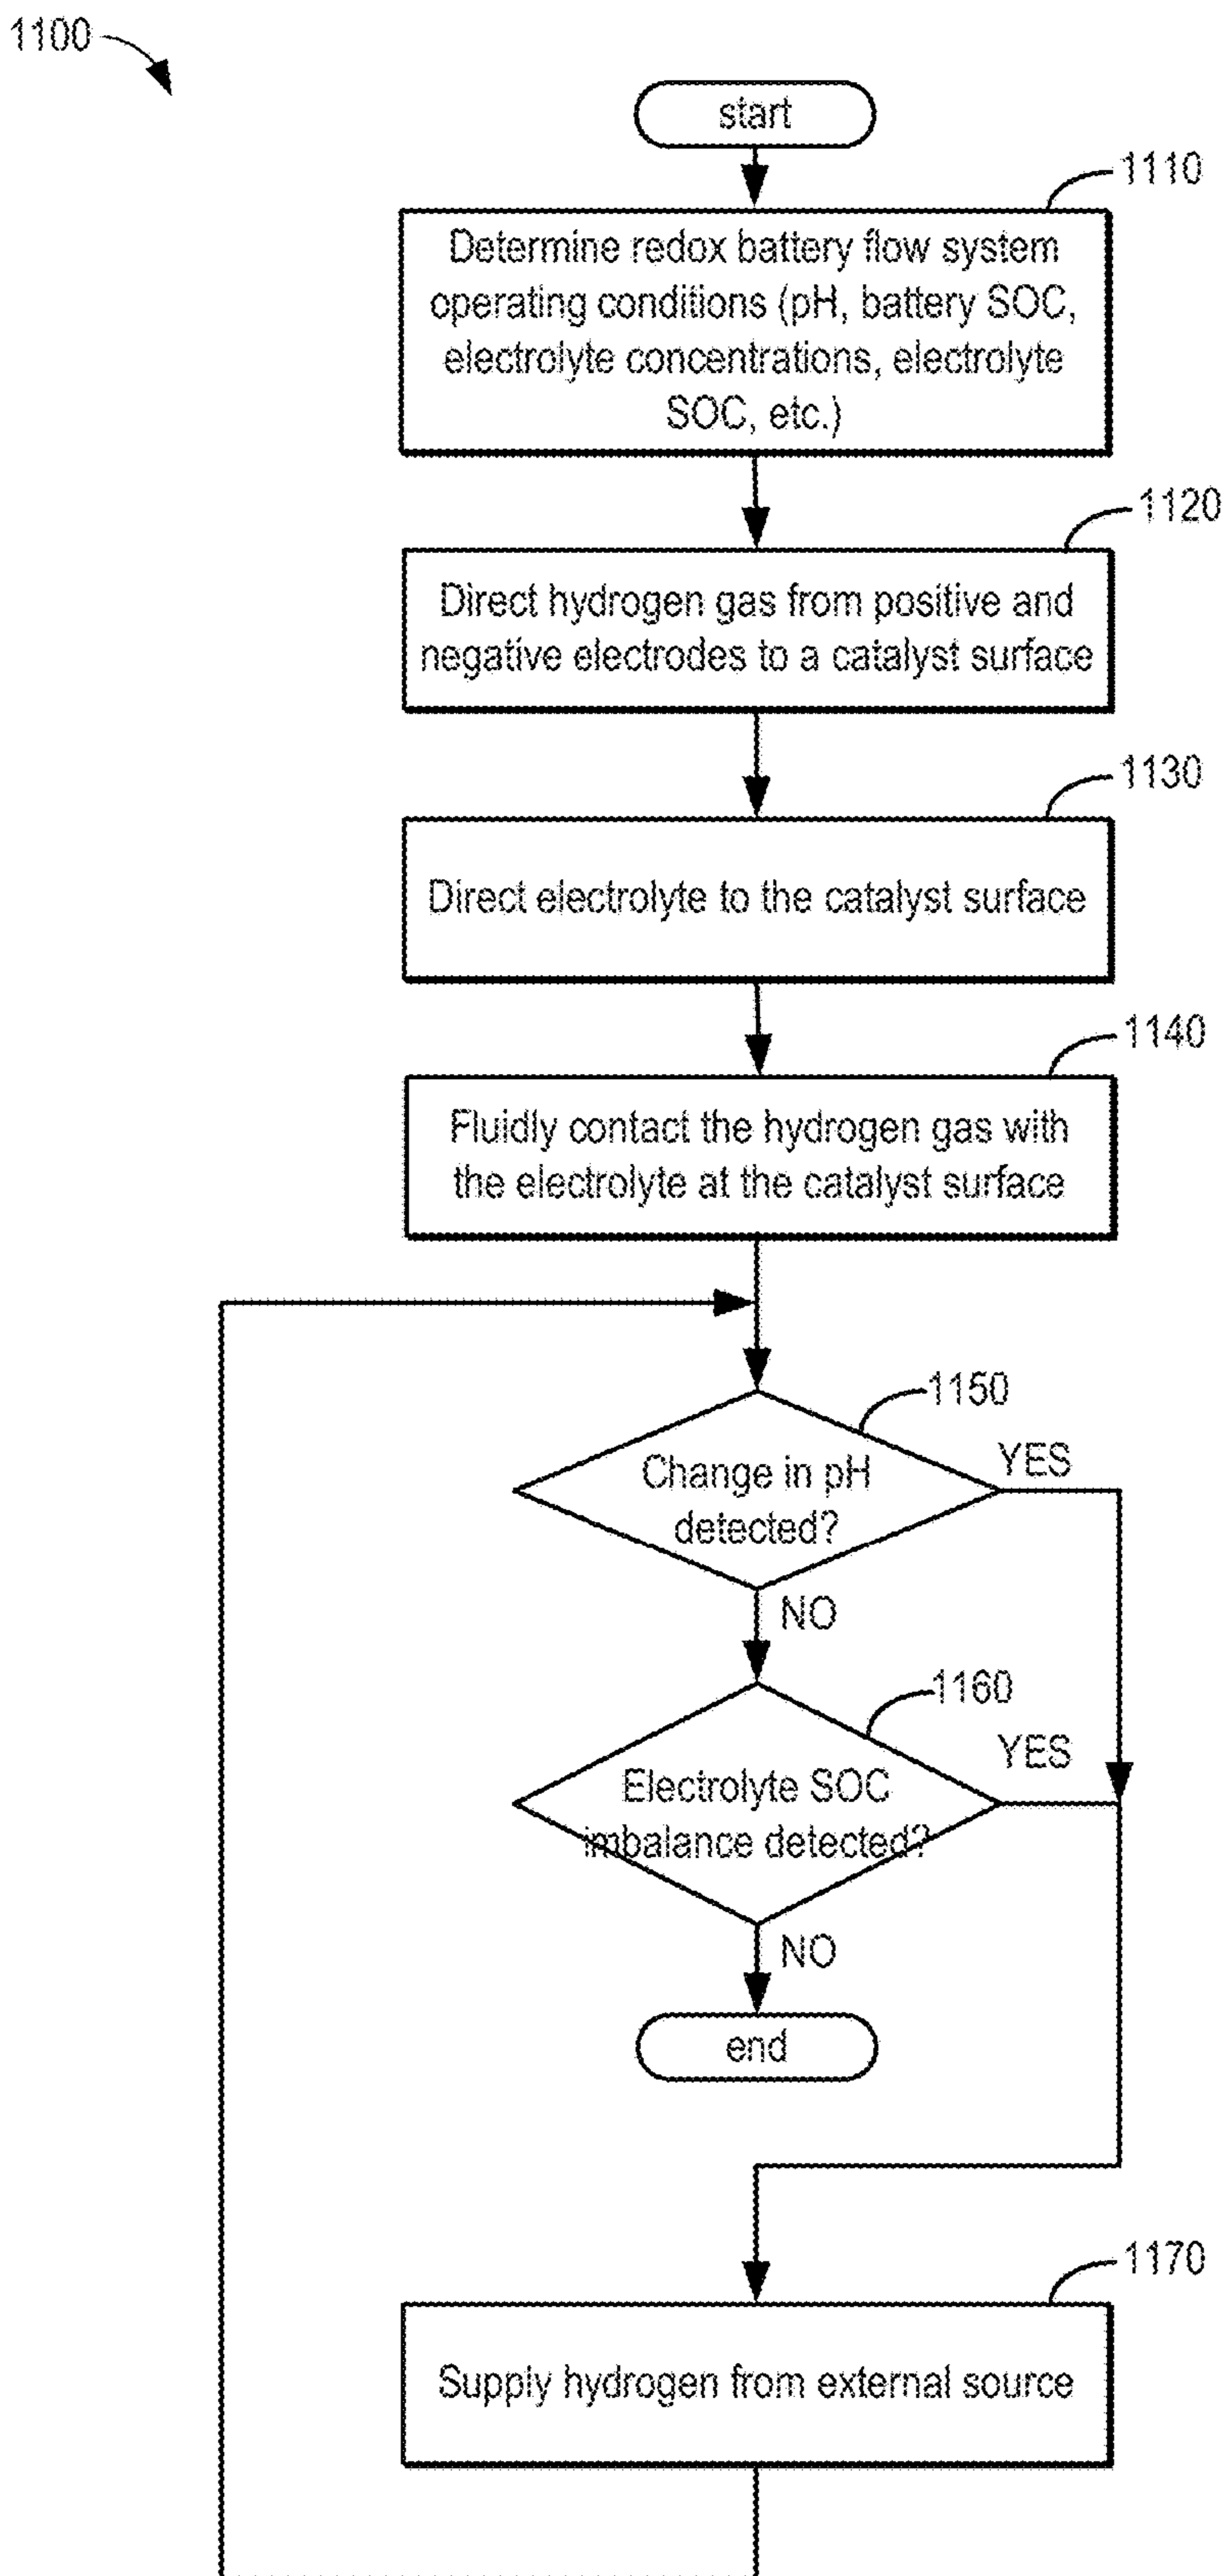 1100
start
1110
Determine redox battery flow system
operating conditions (pH, battery SOC,
electrolyte concentrations, electrolyte
SOC, etc.)
1120
Direct hydrogen gas from positive and
negative electrodes to a catalyst surface
1130
Direct electrolyte to the catalyst surface
1140
Fluidly contact the hydrogen gas with
the electrolyte at the catalyst surface
1150
YES
Change in pH
detected?
NO
1160
YES
Electrolyte SOC
imbalance detected?
NO
end
1170
Supply hydrogen from external source